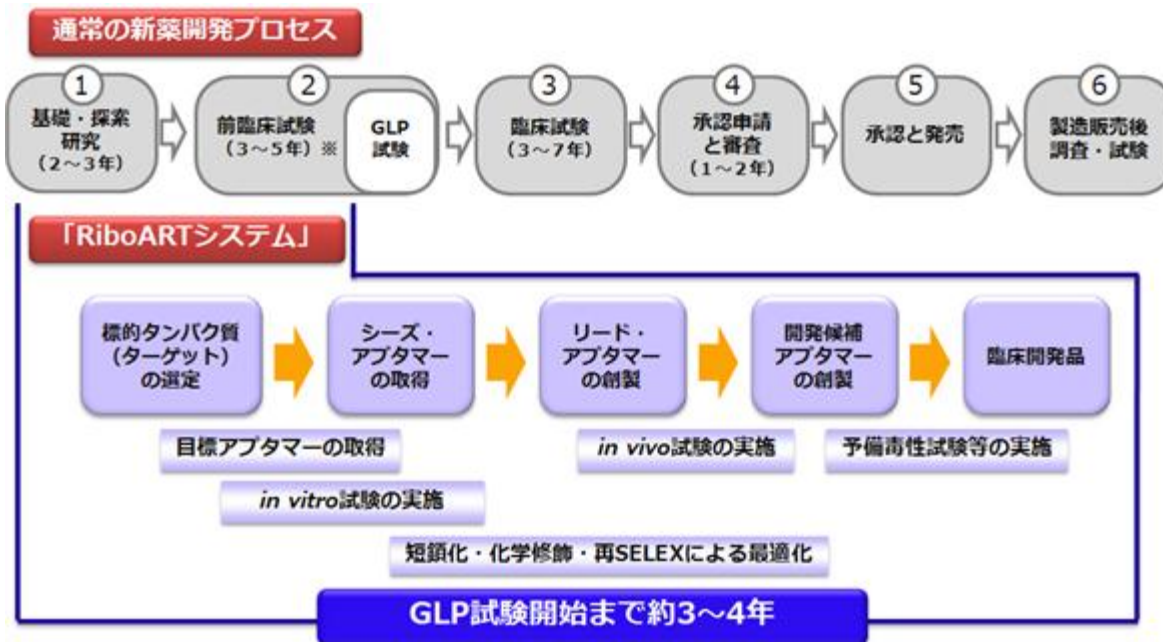 通常の新薬開発プロセス
1
基礎・探索
研究
(2～3年)
2
前臨床試験
(3～5年)※
GLP
試験
3
臨床試験
(3～7年)
4
承認申請
と審査
(1～2年)
5
承認と発売
6
製造販売後
調査・試験
「RiboARTシステム」
標的タンパク質
(ターゲット)
の選定
シーズ・
アプタマー
の取得
リード・
アプタマー
の創製
開発候補
アプタマー
の創製
臨床開発品
目標アプタマーの取得
in vitro試験の実施
in vivo試験の実施
予備毒性試験等の実施
短鎖化・化学修飾・再SELEXによる最適化
GLP試験開始まで約3～4年